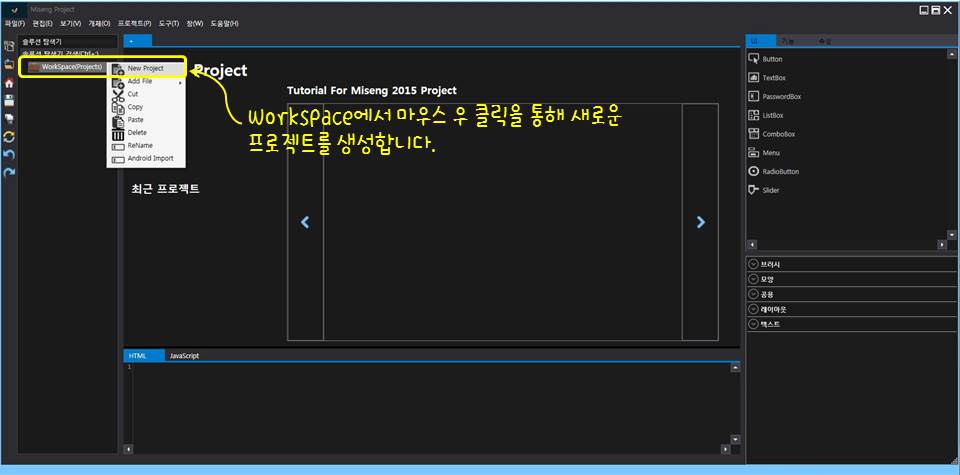 Miseng Project
파일(F) 편집(E) 보기(V) 개체(O) 프로젝트(P) 도구(T) 창(W) 도움말(H)
솔루션 탐색기
솔루션 탐색기 검색(Ctrl+;)
WorkSpace(Projects)
New Project
Add File
Cut
Copy
Paste
Delete
ReName
Android Import
Project
Tutorial For Miseng 2015 Project
Workspace에서 마우스 우 클릭을 통해 새로운
프로젝트를 생성합니다.
최근 프로젝트
HTML JavaScript
1
UI 기능 속성
Button
TextBox
PasswordBox
ListBox
ComboBox
Menu
RadioButton
Slider
브러시
모양
공용
레이아웃
텍스트